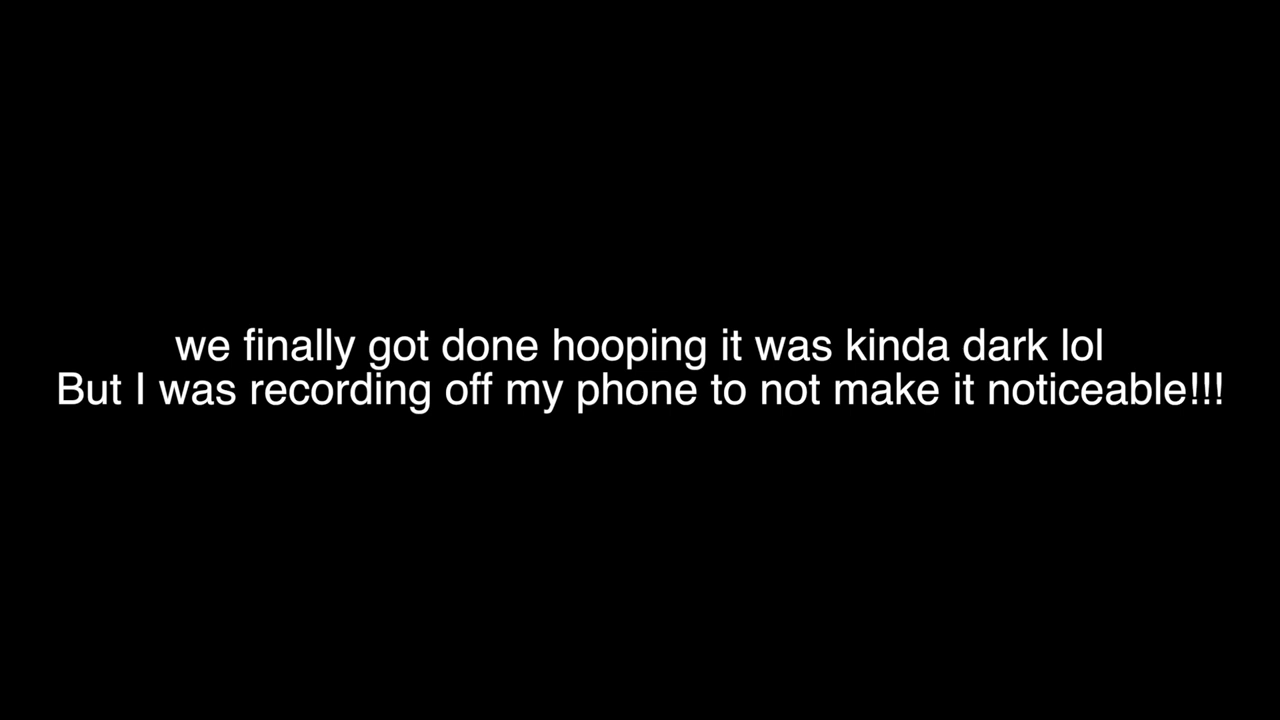 we finally got done hooping it was kinda dark lol
But I was recording off my phone to not make it noticeable!!!